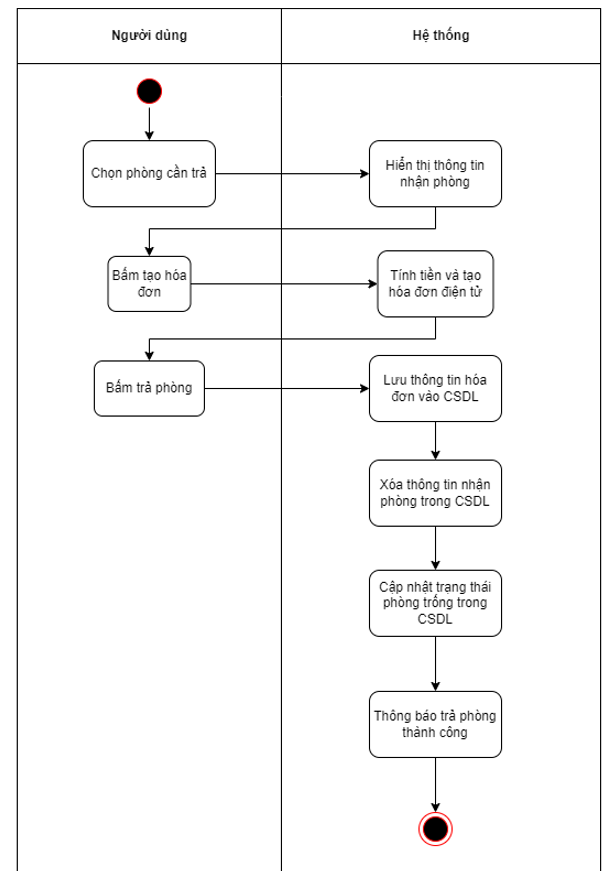 Người dùng
Hệ thống
Chọn phòng cần trả
Hiển thị thông tin
nhận phòng
Bấm tạo hóa
đơn
Tính tiền và tạo
hóa đơn điện tử
Bấm trả phòng
Lưu thông tin hóa
đơn vào CSDL
Xóa thông tin nhận
phòng trong CSDL
Cập nhật trạng thái
phòng trống trong
CSDL
Thông báo trả phòng
thành công